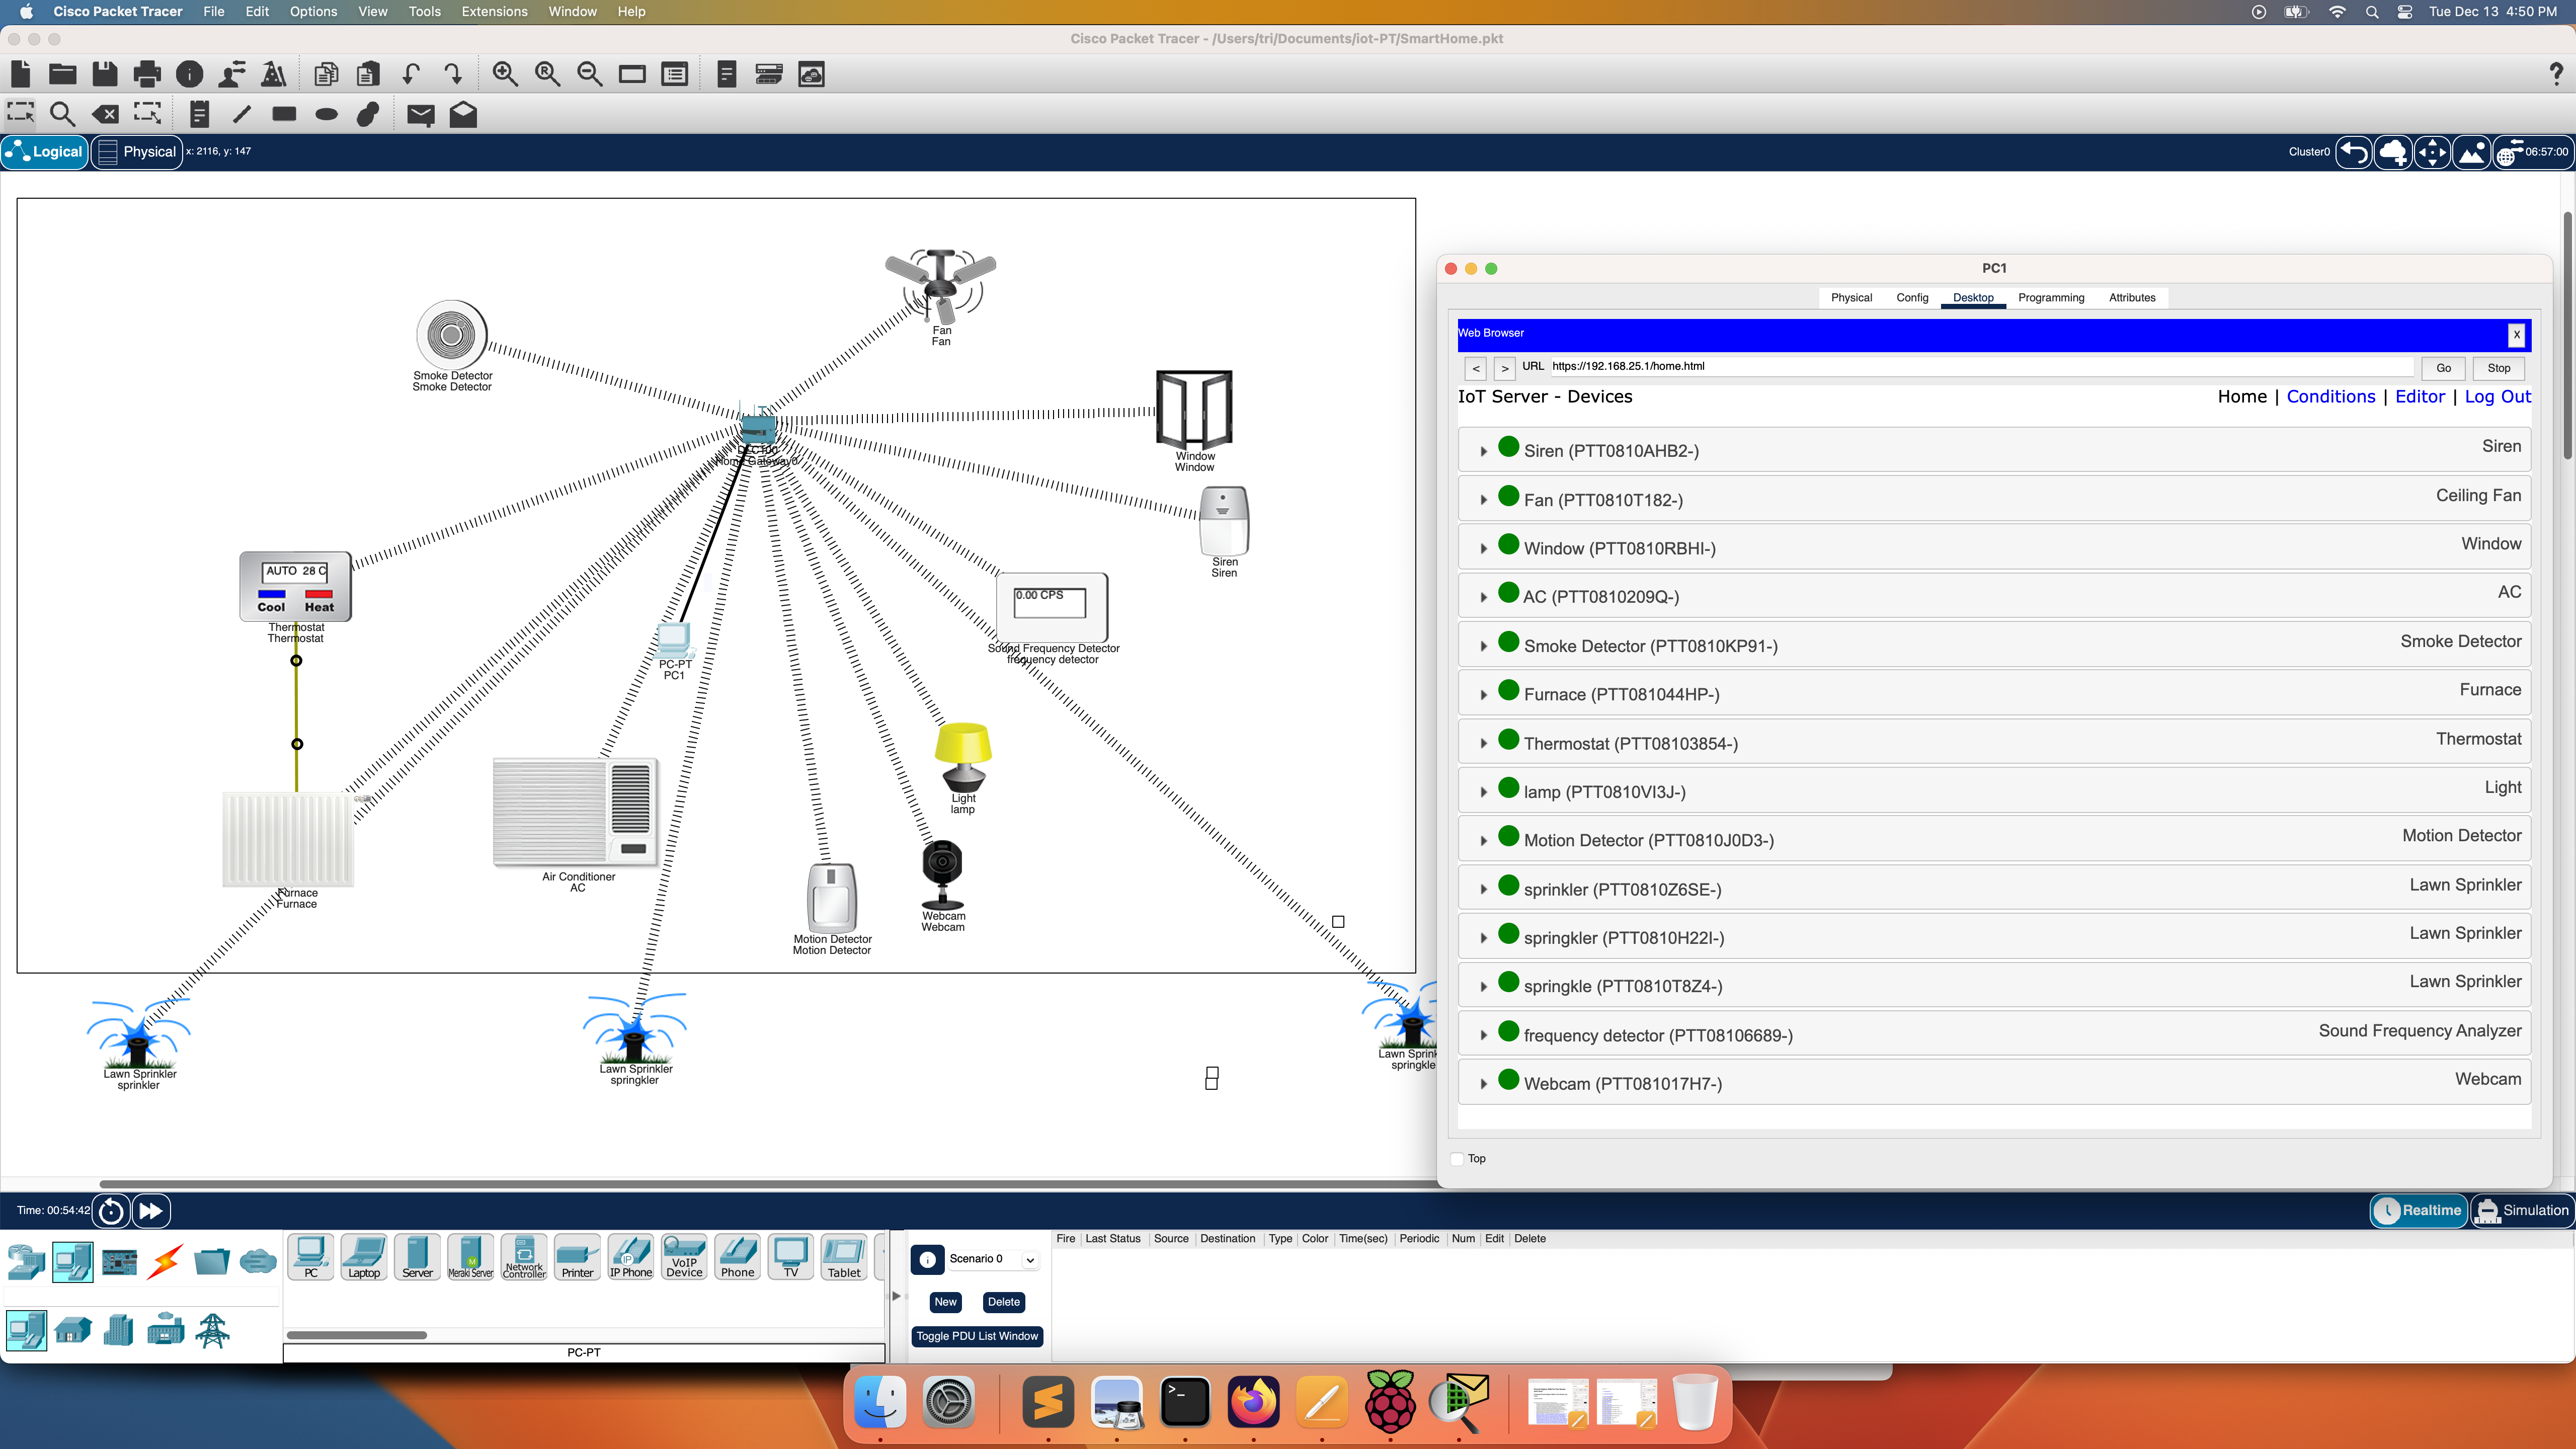 Cisco Packet Tracer File Edit Options View Tools Extensions Window Help Tue Dec 13 4:50 PM
Cisco Packet Tracer - /Users/tri/Documents/iot-PT/SmartHome.pkt
Logical Physical x: 2116, y: 147 Cluster0 06:57:00
Fan
Fan
Smoke Detector
Smoke Detector
Home Gateway0
Window
Window
Siren
Siren
AUTO 28 C
Cool Heat
Thermostat
Thermostat
0.00 CPS
Sound Frequency Detector
frequency detector
PC-PT
PC1
Light
lamp
Air Conditioner
AC
Furnace
Furnace
Webcam
Webcam
Motion Detector
Motion Detector
Lawn Sprinkler
sprinkler
Lawn Sprinkler
springkler
Lawn Sprink
springkle
PC1
Physical Config Desktop Programming Attributes
Web Browser X
< > URL https://192.168.25.1/home.html Go Stop
IoT Server - Devices Home | Conditions | Editor | Log Out
Siren (PTT0810AHB2-) Siren
Fan (PTT0810T182-) Ceiling Fan
Window (PTT0810RBHI-) Window
AC (PTT0810209Q-) AC
Smoke Detector (PTT0810KP91-) Smoke Detector
Furnace (PTT081044HP-) Furnace
Thermostat (PTT08103854-) Thermostat
lamp (PTT0810VI3J-) Light
Motion Detector (PTT0810J0D3-) Motion Detector
sprinkler (PTT0810Z6SE-) Lawn Sprinkler
springkler (PTT0810H22I-) Lawn Sprinkler
springkle (PTT0810T8Z4-) Lawn Sprinkler
frequency detector (PTT08106689-) Sound Frequency Analyzer
Webcam (PTT081017H7-) Webcam
Top
Time: 00:54:42 Realtime Simulation
PC Laptop Server Meraki Server Network Controller Printer IP Phone VoIP Device Phone TV Tablet
PC-PT
Scenario 0
New Delete
Toggle PDU List Window
Fire Last Status Source Destination Type Color Time(sec) Periodic Num Edit Delete